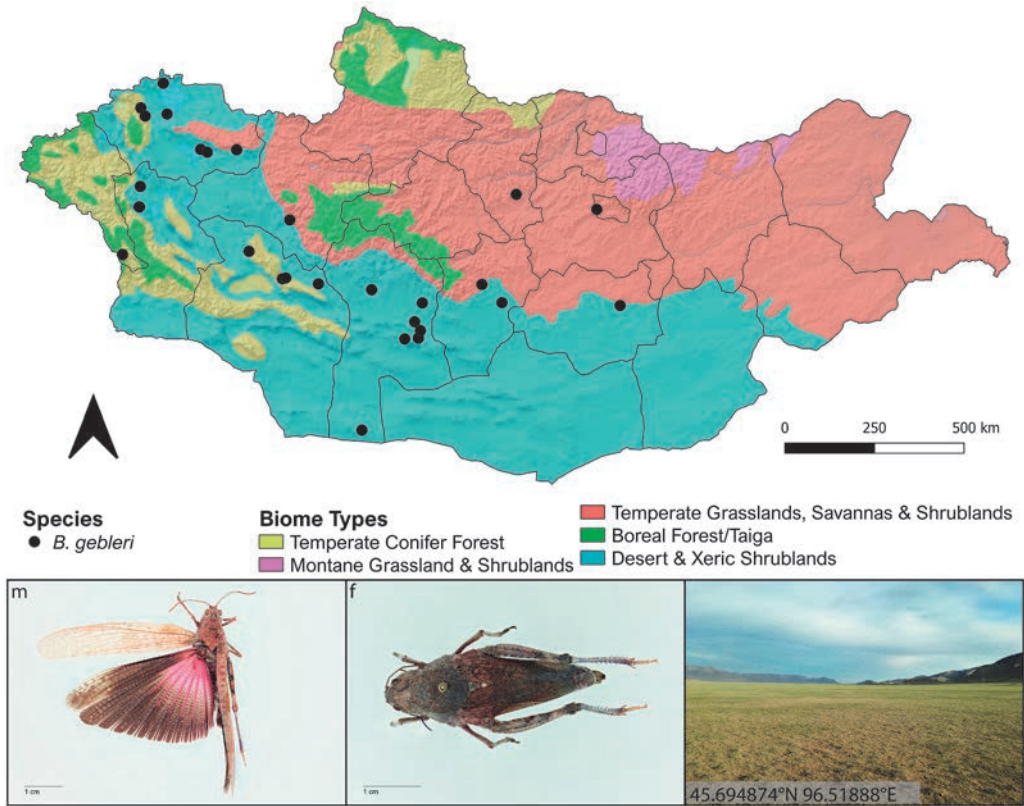 0 250 500 km
Species
B. gebleri
Biome Types
Temperate Conifer Forest
Montane Grassland & Shrublands
Temperate Grasslands, Savannas & Shrublands
Boreal Forest/Taiga
Desert & Xeric Shrublands
m
1 cm
f
1 cm
45.694874°N 96.51888°E